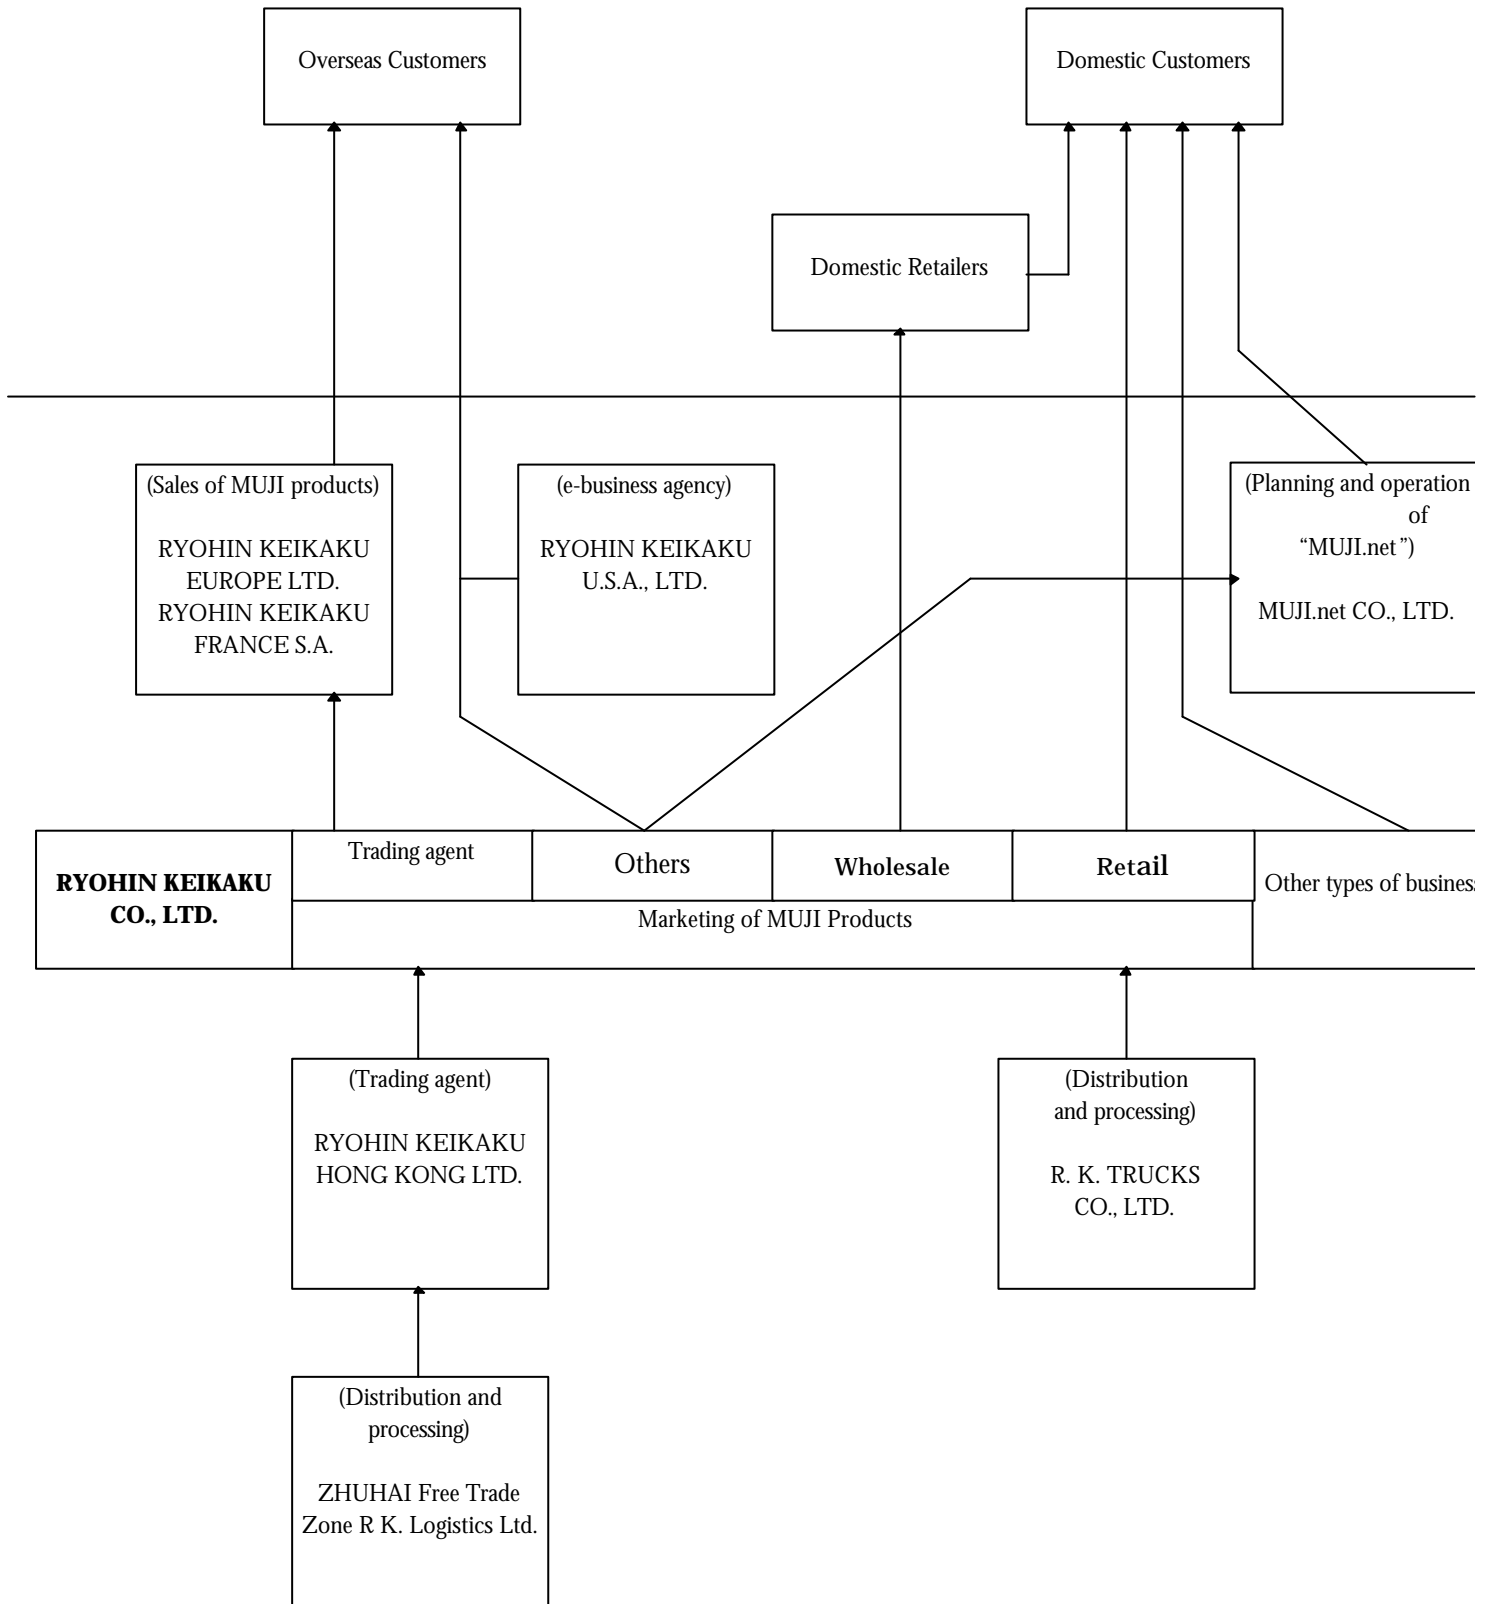 Overseas Customers
Domestic Customers
Domestic Retailers
(Sales of MUJI products)
RYOHIN KEIKAKU
EUROPE LTD.
RYOHIN KEIKAKU
FRANCE S.A.
(e-business agency)
RYOHIN KEIKAKU
U.S.A., LTD.
(Planning and operation
of
“MUJI.net”)
MUJI.net CO., LTD.
RYOHIN KEIKAKU
CO., LTD.
Trading agent
Others
Wholesale
Retail
Other types of busines
Marketing of MUJI Products
(Trading agent)
RYOHIN KEIKAKU
HONG KONG LTD.
(Distribution
and processing)
R. K. TRUCKS
CO., LTD.
(Distribution and
processing)
ZHUHAI Free Trade
Zone R K. Logistics Ltd.